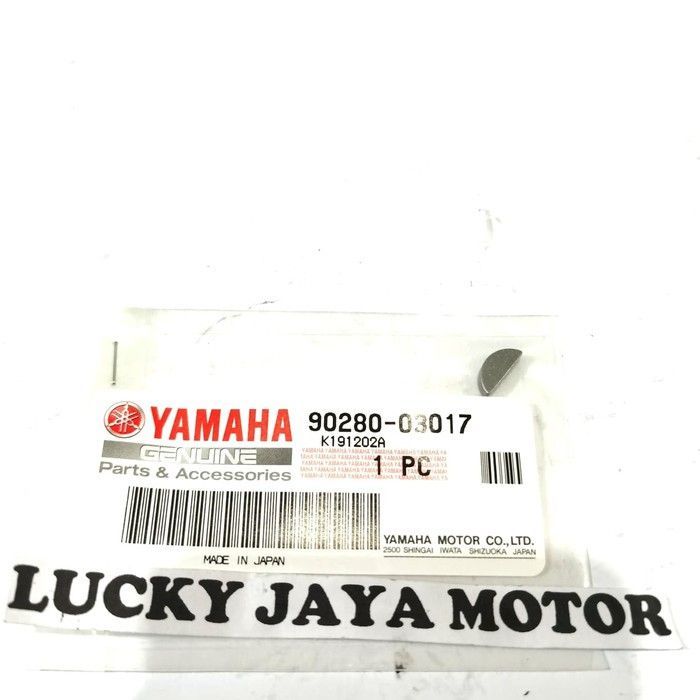 YAMAHA
GENUINE
Parts & Accessories
90280-03017
K191202A
1 PC
YAMAHA MOTOR CO.,LTD.
2500 SHINGAI IWATA SHIZUOKA JAPAN
MADE IN JAPAN
LUCKY JAYA MOTOR